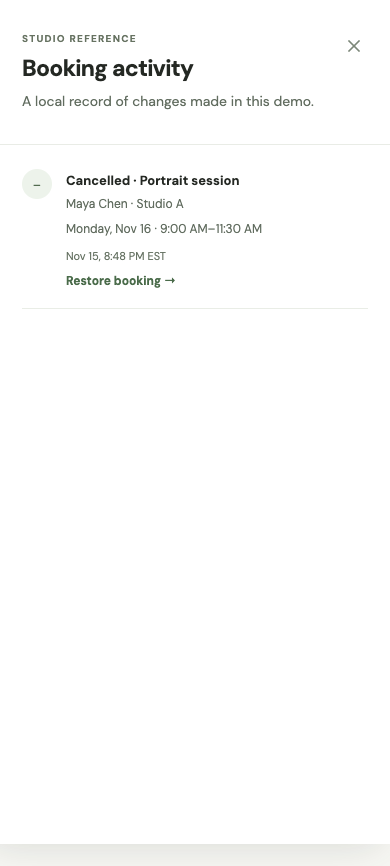 STUDIO REFERENCE
Booking activity
A local record of changes made in this demo.
– Cancelled · Portrait session
Maya Chen · Studio A
Monday, Nov 16 · 9:00 AM–11:30 AM
Nov 15, 8:48 PM EST
Restore booking →